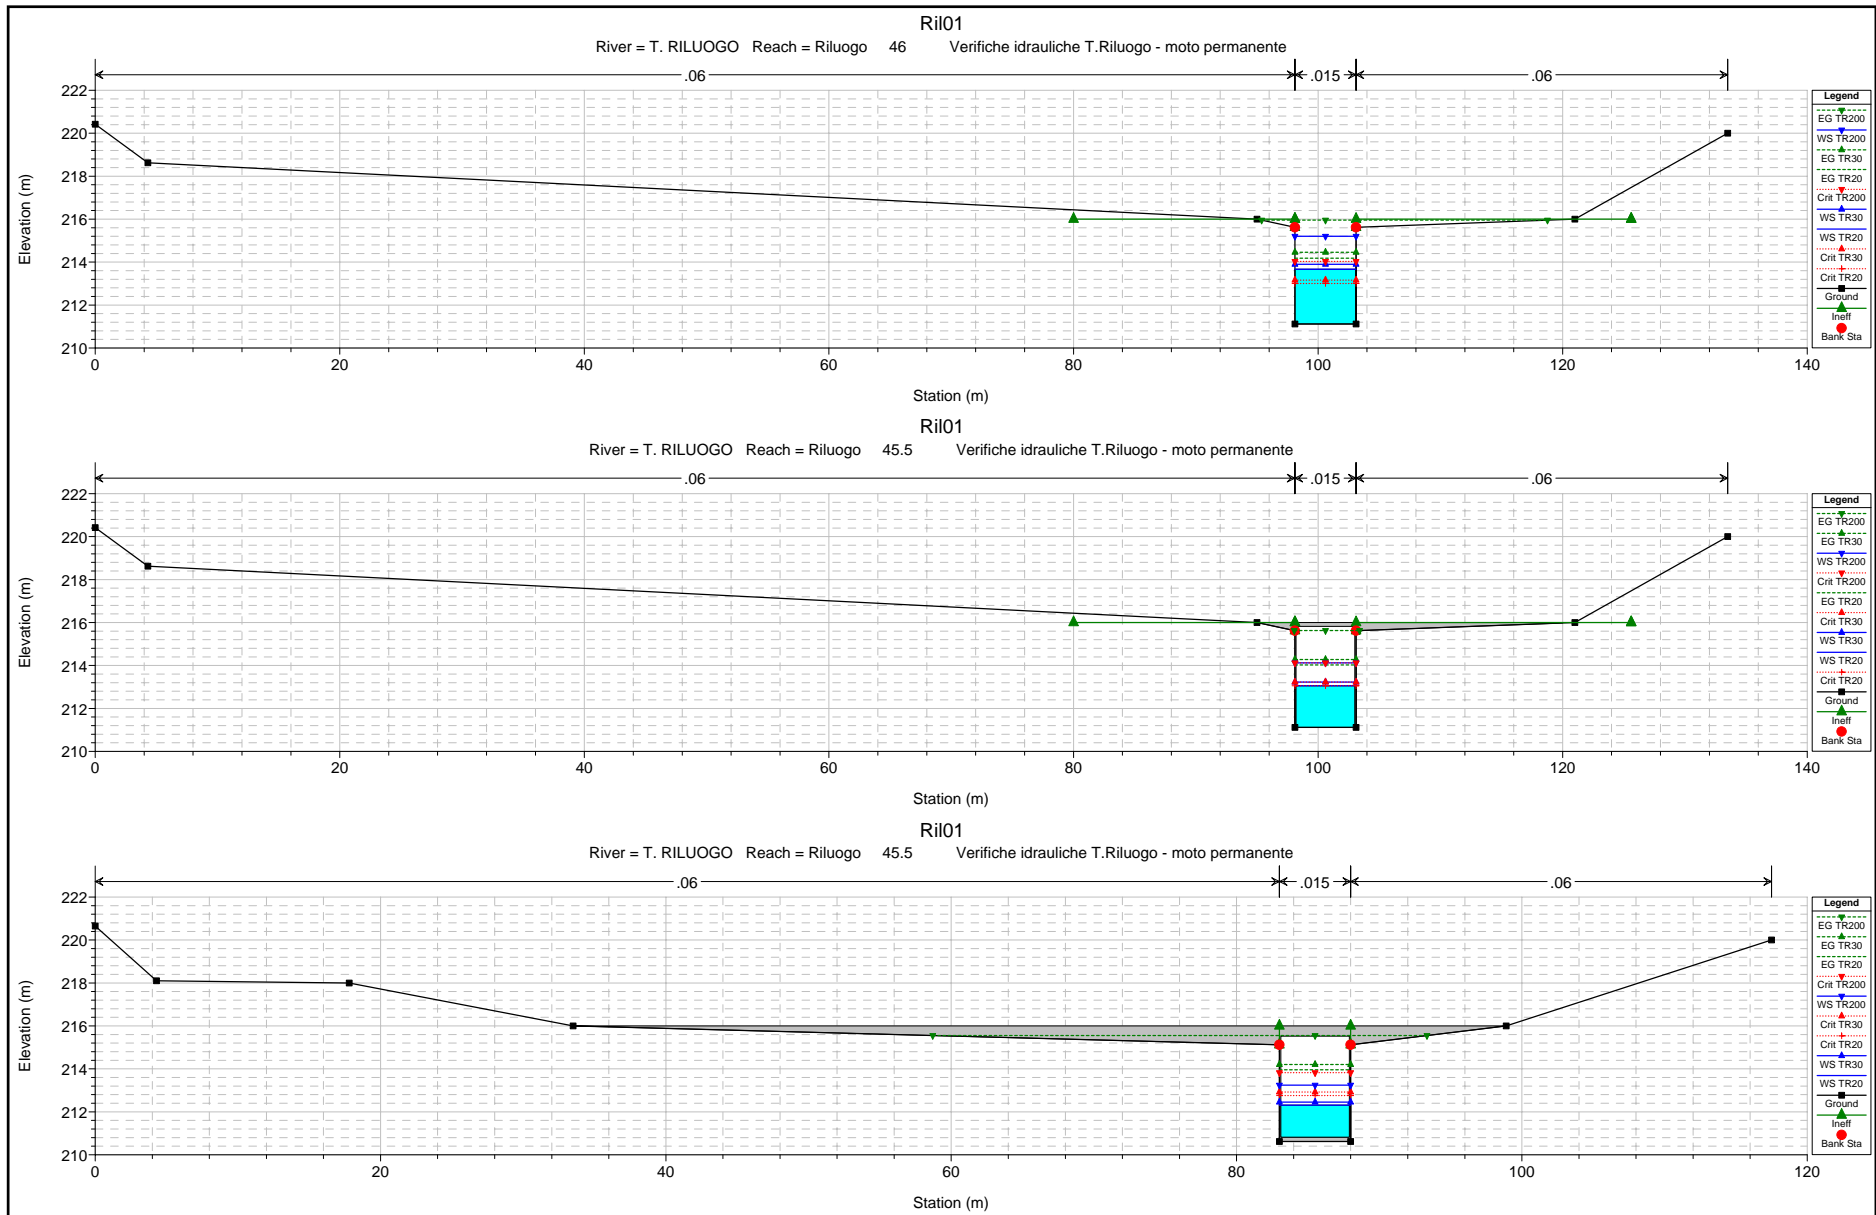 Ril01
River = T. RILUOGO Reach = Riluogo 46 Verifiche idrauliche T.Riluogo - moto permanente
.06 .015 .06
222
220
218
216
214
212
210
Elevation (m)
0 20 40 60 80 100 120 140
Station (m)
Legend
EG TR200
WS TR200
EG TR30
EG TR20
Crit TR200
WS TR30
WS TR20
Crit TR30
Crit TR20
Ground
Ineff
Bank Sta
Ril01
River = T. RILUOGO Reach = Riluogo 45.5 Verifiche idrauliche T.Riluogo - moto permanente
.06 .015 .06
222
220
218
216
214
212
210
Elevation (m)
0 20 40 60 80 100 120 140
Station (m)
Legend
EG TR200
EG TR30
WS TR200
Crit TR200
EG TR20
Crit TR30
WS TR30
WS TR20
Crit TR20
Ground
Ineff
Bank Sta
Ril01
River = T. RILUOGO Reach = Riluogo 45.5 Verifiche idrauliche T.Riluogo - moto permanente
.06 .015 .06
222
220
218
216
214
212
210
Elevation (m)
0 20 40 60 80 100 120
Station (m)
Legend
EG TR200
EG TR30
EG TR20
Crit TR200
WS TR200
Crit TR30
Crit TR20
WS TR30
WS TR20
Ground
Ineff
Bank Sta